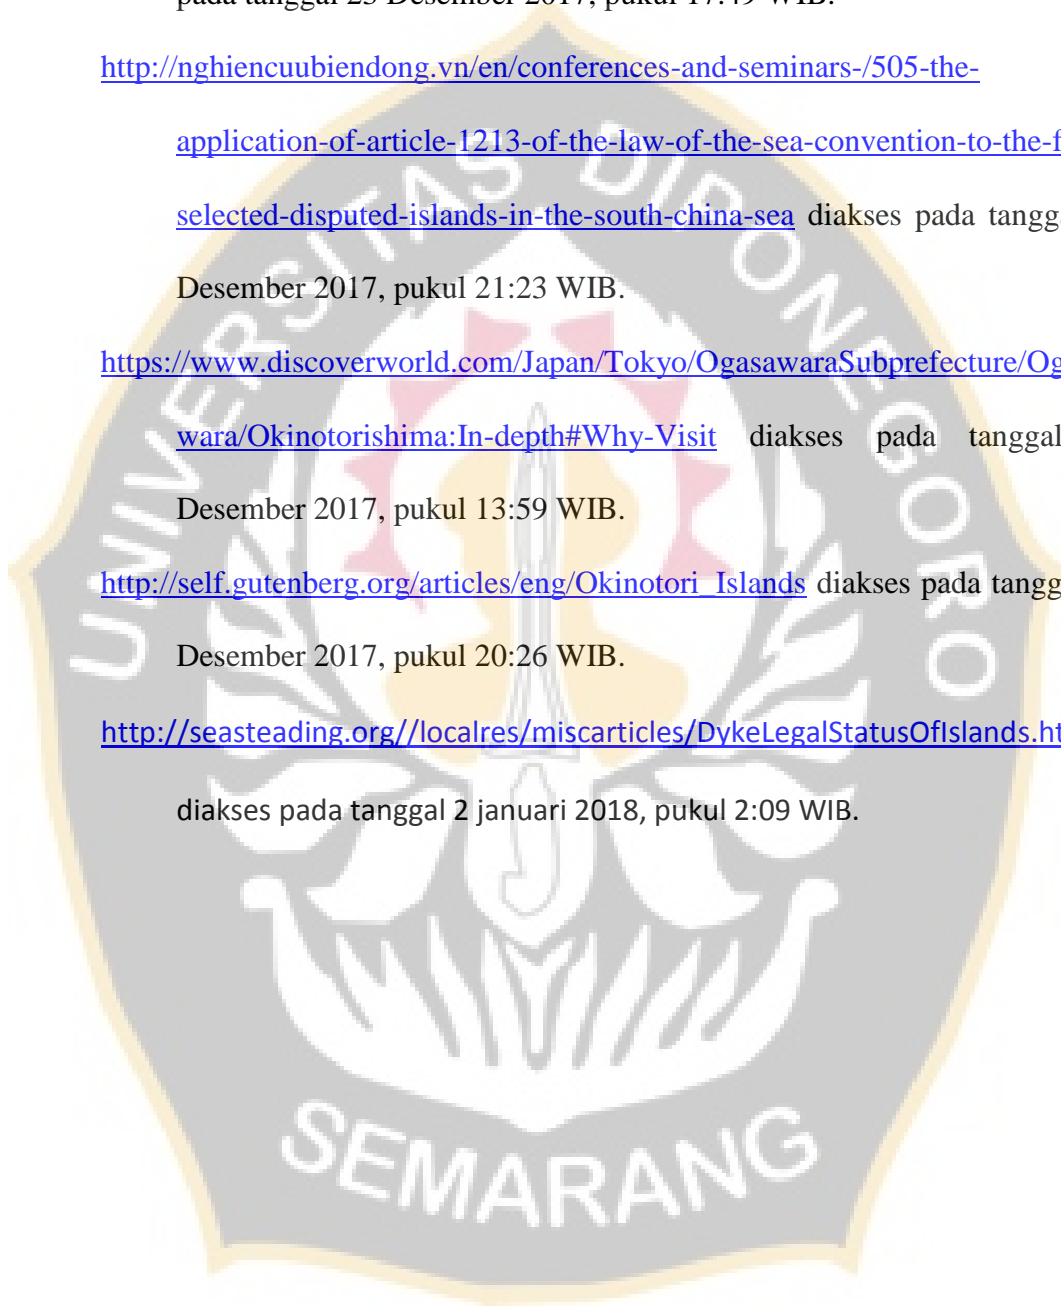 pada tanggal 23 Desember 2017, pukul 17:49 WIB.
http://nghiencuubiendong.vn/en/conferences-and-seminars-/505-the-
application-of-article-1213-of-the-law-of-the-sea-convention-to-the-f
selected-disputed-islands-in-the-south-china-sea diakses pada tangg
Desember 2017, pukul 21:23 WIB.
https://www.discoverworld.com/Japan/Tokyo/OgasawaraSubprefecture/Og
wara/Okinotorishima:In-depth#Why-Visit diakses pada tanggal
Desember 2017, pukul 13:59 WIB.
http://self.gutenberg.org/articles/eng/Okinotori_Islands diakses pada tangg
Desember 2017, pukul 20:26 WIB.
http://seasteading.org//localres/miscarticles/DykeLegalStatusOfIslands.ht
diakses pada tanggal 2 januari 2018, pukul 2:09 WIB.
UNIVERSITAS DIPONEGORO
SEMARANG